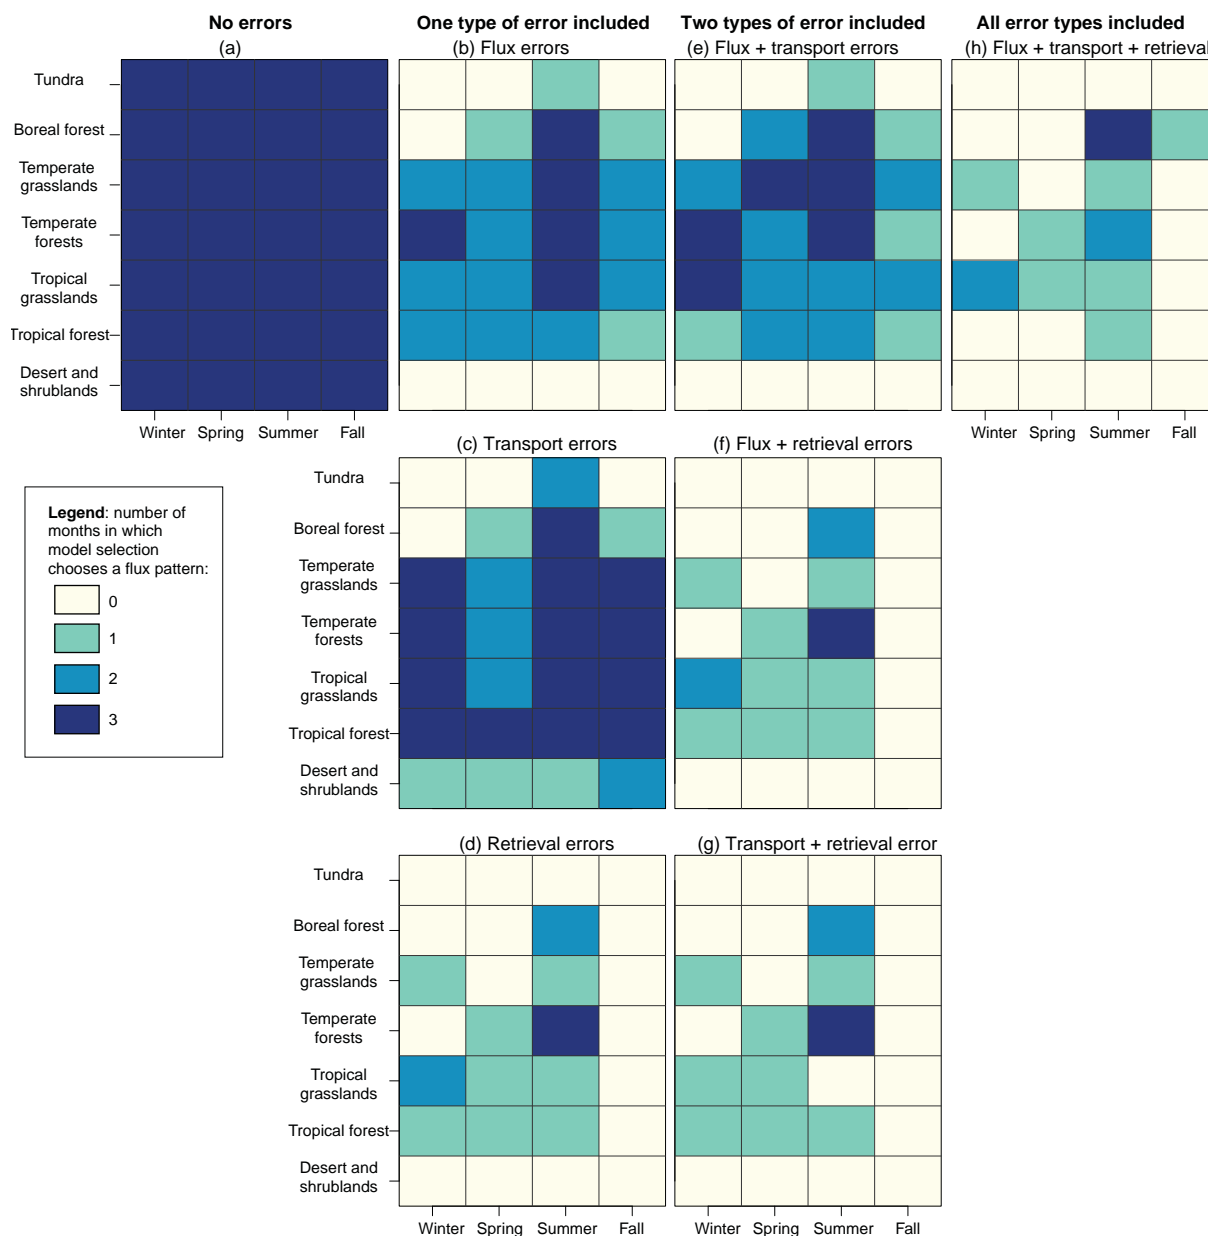 No errors
One type of error included
Two types of error included
All error types included
(a)
(b) Flux errors
(e) Flux + transport errors
(h) Flux + transport + retrieval
Tundra
Boreal forest
Temperate
grasslands
Temperate
forests
Tropical
grasslands
Tropical forest
Desert and
shrublands
Winter Spring Summer Fall
Winter Spring Summer Fall
(c) Transport errors
(f) Flux + retrieval errors
Tundra
Boreal forest
Temperate
grasslands
Temperate
forests
Tropical
grasslands
Tropical forest
Desert and
shrublands
Legend: number of
months in which
model selection
chooses a flux pattern:
0
1
2
3
(d) Retrieval errors
(g) Transport + retrieval error
Tundra
Boreal forest
Temperate
grasslands
Temperate
forests
Tropical
grasslands
Tropical forest
Desert and
shrublands
Winter Spring Summer Fall
Winter Spring Summer Fall